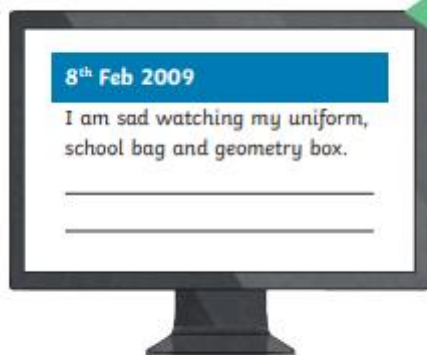 8th Feb 2009
I am sad watching my uniform,
school bag and geometry box.